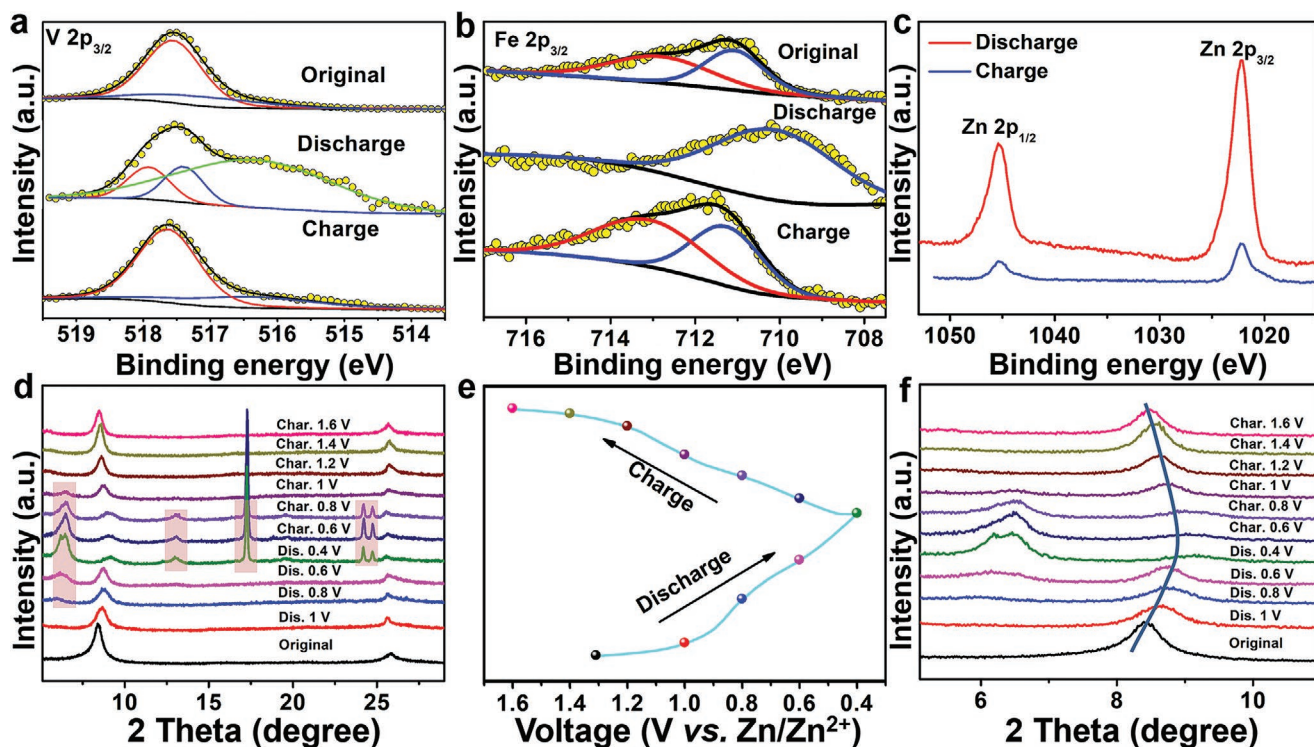 a
V 2p3/2
Original
Discharge
Charge
Intensity (a.u.)
519 518 517 516 515 514
Binding energy (eV)
b
Fe 2p3/2
Original
Discharge
Charge
Intensity (a.u.)
716 714 712 710 708
Binding energy (eV)
c
Discharge
Charge
Zn 2p3/2
Zn 2p1/2
Intensity (a.u.)
1050 1040 1030 1020
Binding energy (eV)
d
Char. 1.6 V
Char. 1.4 V
Char. 1.2 V
Char. 1 V
Char. 0.8 V
Char. 0.6 V
Dis. 0.4 V
Dis. 0.6 V
Dis. 0.8 V
Dis. 1 V
Original
Intensity (a.u.)
10 15 20 25
2 Theta (degree)
e
Charge
Discharge
1.6 1.4 1.2 1.0 0.8 0.6 0.4
Voltage (V vs. Zn/Zn²⁺)
f
Char. 1.6 V
Char. 1.4 V
Char. 1.2 V
Char. 1 V
Char. 0.8 V
Char. 0.6 V
Dis. 0.4 V
Dis. 0.6 V
Dis. 0.8 V
Dis. 1 V
Original
Intensity (a.u.)
6 8 10
2 Theta (degree)